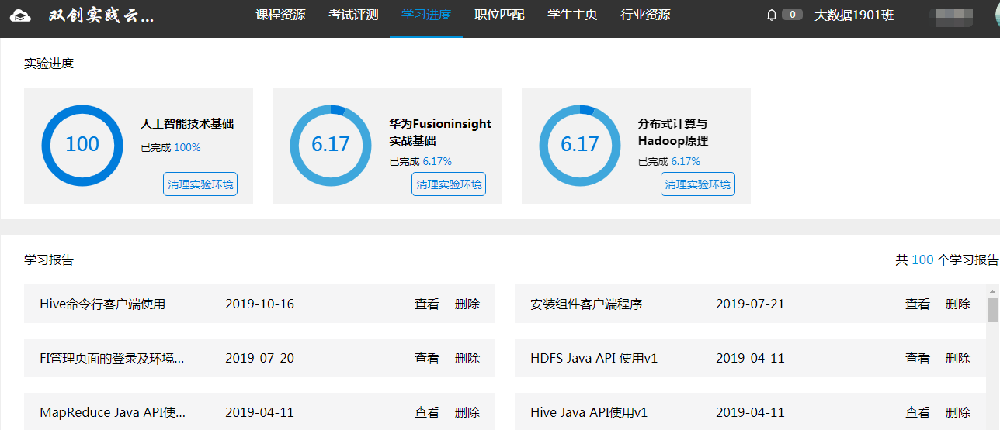 双创实践云... 课程资源 考试评测 学习进度 职位匹配 学生主页 行业资源 0 大数据1901班
实验进度
100
人工智能技术基础
已完成 100%
清理实验环境
6.17
华为Fusioninsight
实战基础
已完成 6.17%
清理实验环境
6.17
分布式计算与
Hadoop原理
已完成 6.17%
清理实验环境
学习报告 共 100 个学习报告
Hive命令行客户端使用 2019-10-16 查看 删除
安装组件客户端程序 2019-07-21 查看 删除
FI管理页面的登录及环境... 2019-07-20 查看 删除
HDFS Java API 使用v1 2019-04-11 查看 删除
MapReduce Java API使... 2019-04-11 查看 删除
Hive Java API使用v1 2019-04-11 查看 删除